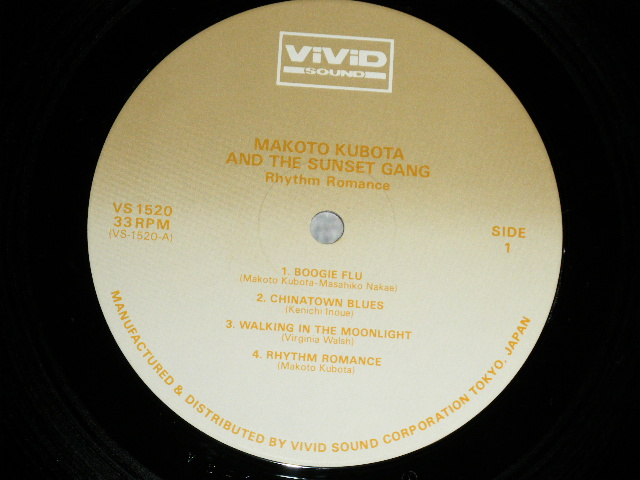 ViViD
SOUND
MAKOTO KUBOTA
AND THE SUNSET GANG
Rhythm Romance
VS 1520
33 RPM
(VS-1520-A)
SIDE
1
1. BOOGIE FLU
(Makoto Kubota-Masahiko Nakae)
2. CHINATOWN BLUES
(Kenichi Inoue)
3. WALKING IN THE MOONLIGHT
(Virginia Walsh)
4. RHYTHM ROMANCE
(Makoto Kubota)
MANUFACTURED & DISTRIBUTED BY VIVID SOUND CORPORATION TOKYO, JAPAN